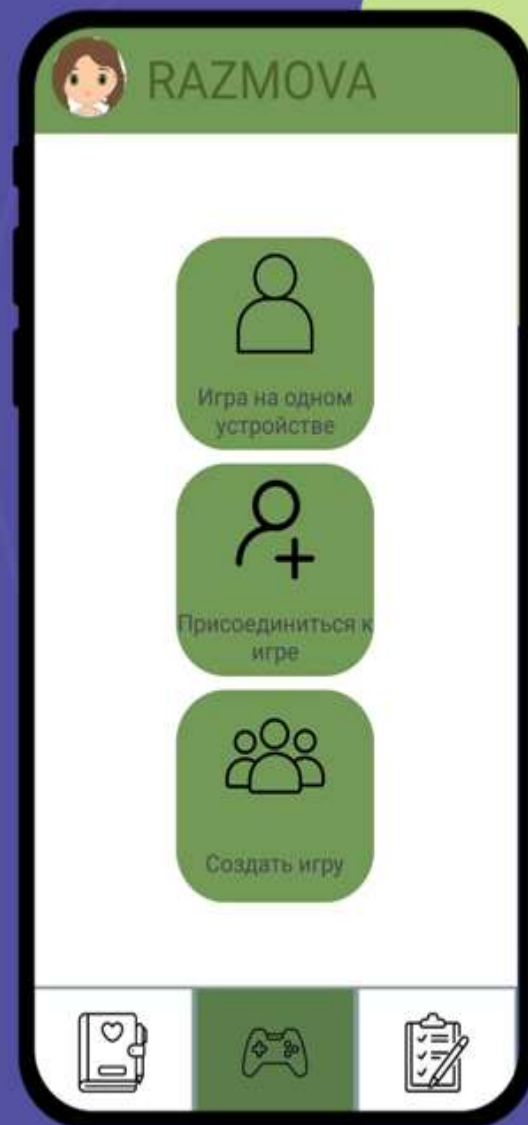 RAZMOVA
Игра на одном
устройстве
Присоединиться к
игре
Создать игру